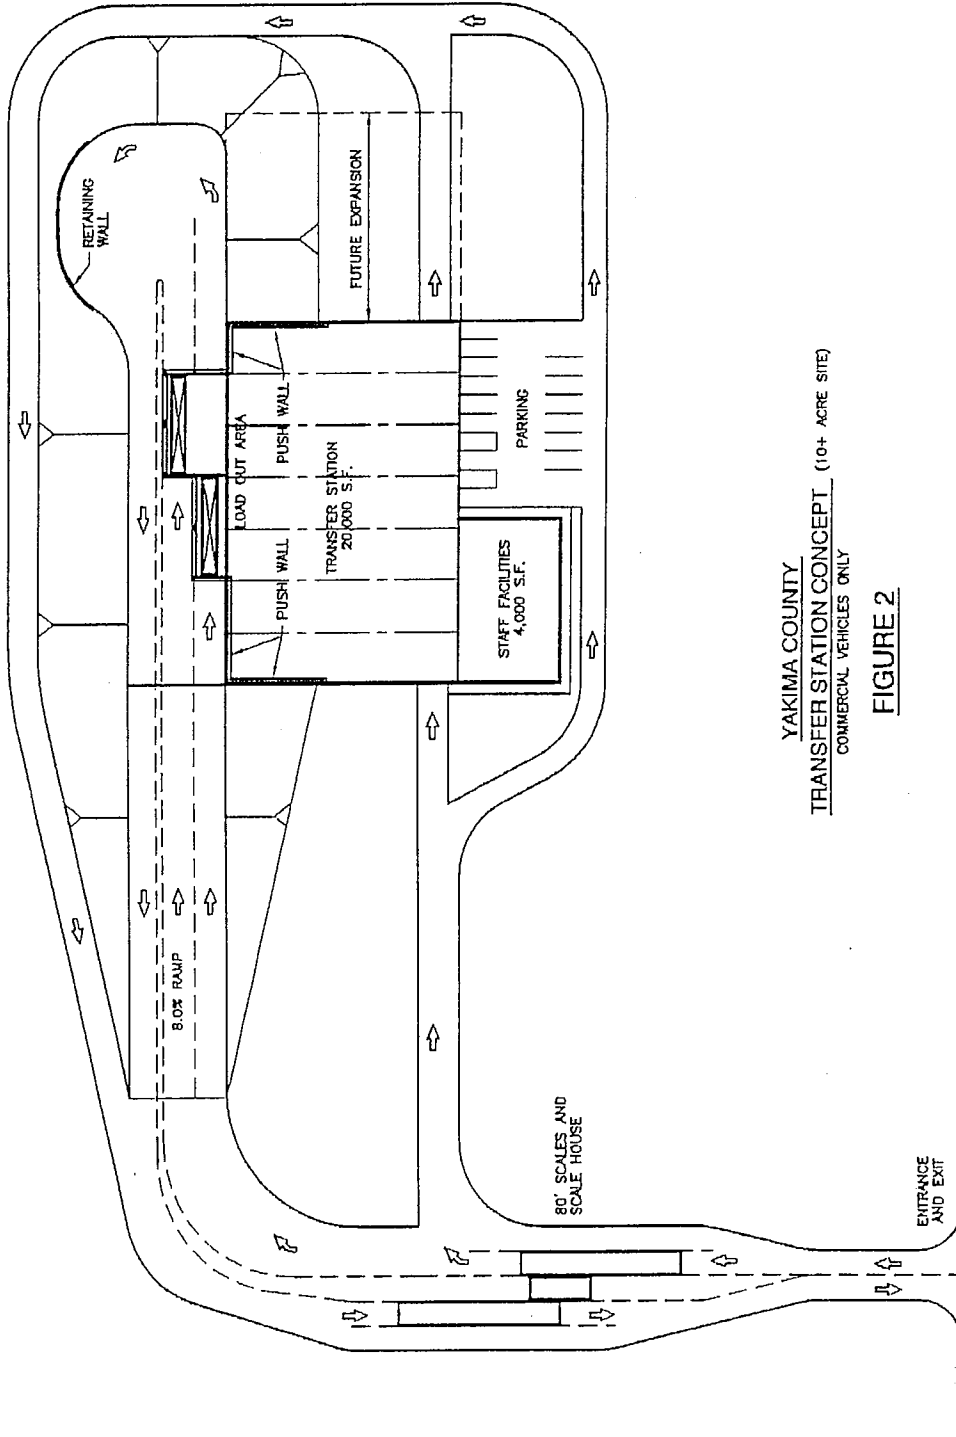 RETAINING
WALL
FUTURE EXPANSION
LOAD OUT AREA
PUSH WALL
PUSH WALL
TRANSFER STATION
20,000 S.F.
PARKING
STAFF FACILITIES
4,000 S.F.
8.0% RAMP
80' SCALES AND
SCALE HOUSE
ENTRANCE
AND EXIT
YAKIMA COUNTY
TRANSFER STATION CONCEPT (10+ ACRE SITE)
COMMERCIAL VEHICLES ONLY
FIGURE 2